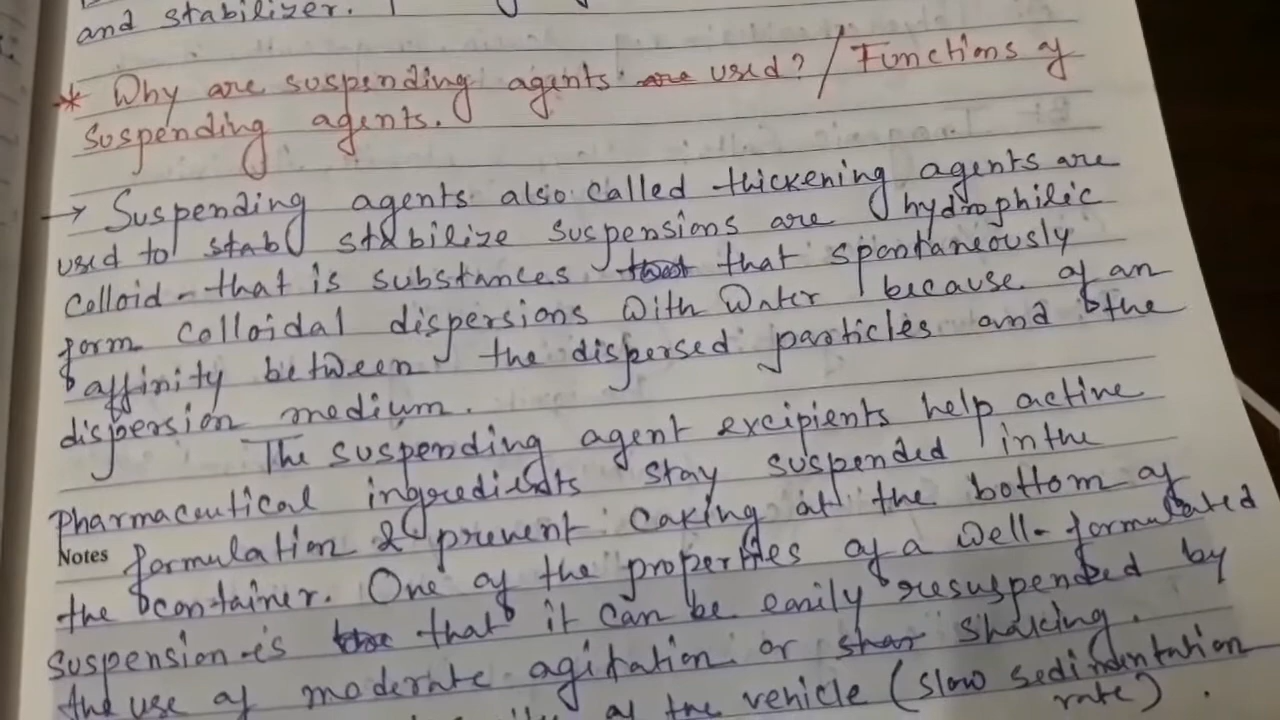 and stabilizer.
* Why are suspending agents are used? / Functions of
suspending agents.
→ Suspending agents also called thickening agents are
used to stab stabilize suspensions are hydrophilic
colloid - that is substances that that spontaneously
form colloidal dispersions with water because of an
affinity between the dispersed particles and the
dispersion medium.
The suspending agent excipients help active
pharmaceutical ingredients stay suspended in the
Notes formulation & prevent caking at the bottom of
the container. One of the properties of a well-formulated
suspension is that it can be easily resuspended by
the use of moderate agitation or shaking.
of the vehicle (slow sedimentation
rate).